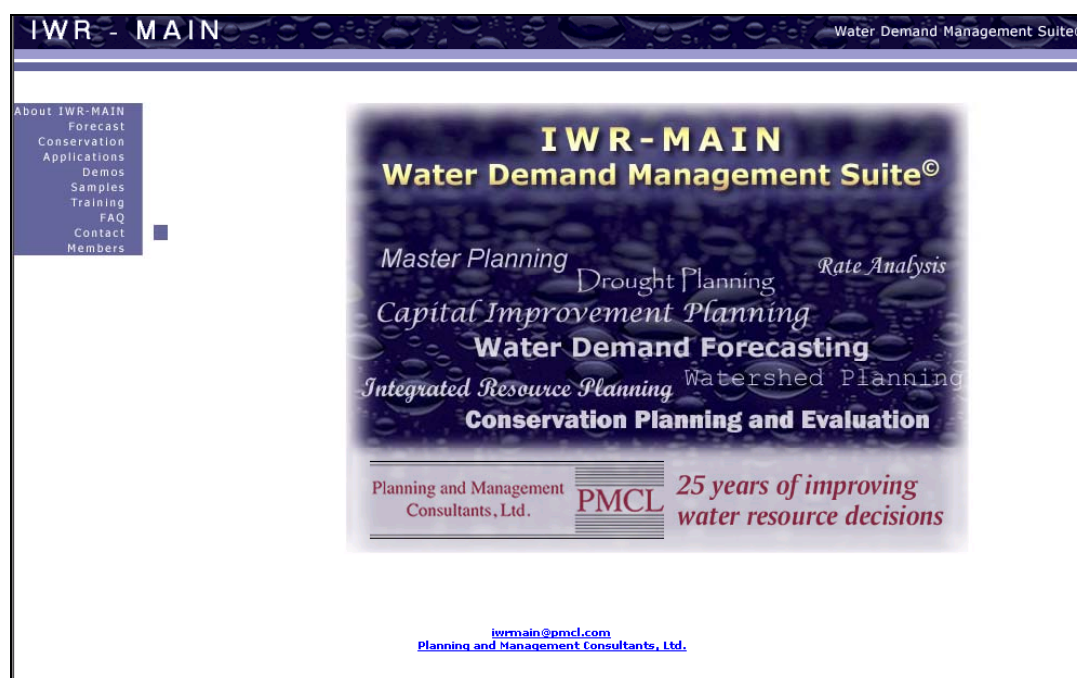 IWR - MAIN
Water Demand Management Suite
About IWR-MAIN
Forecast
Conservation
Applications
Demos
Samples
Training
FAQ
Contact
Members
IWR-MAIN
Water Demand Management Suite©
Master Planning
Rate Analysis
Drought Planning
Capital Improvement Planning
Water Demand Forecasting
Integrated Resource Planning
Watershed Planning
Conservation Planning and Evaluation
Planning and Management
Consultants, Ltd.
PMCL
25 years of improving
water resource decisions
iwrmain@pmcl.com
Planning and Management Consultants, Ltd.